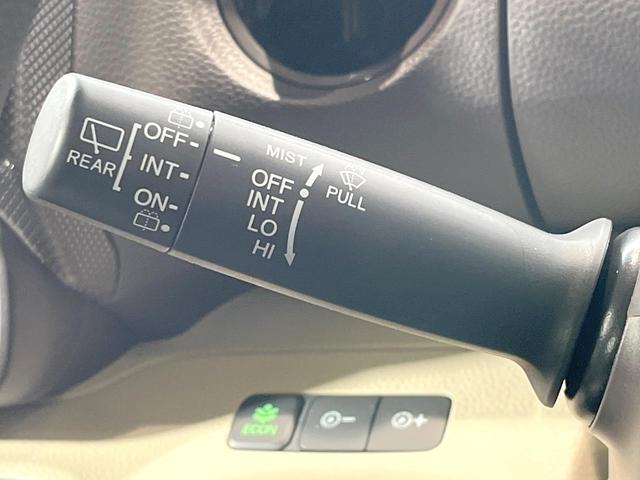 REAR
OFF-
INT-
ON-
MIST
OFF
INT
LO
HI
PULL
ECON
-
+